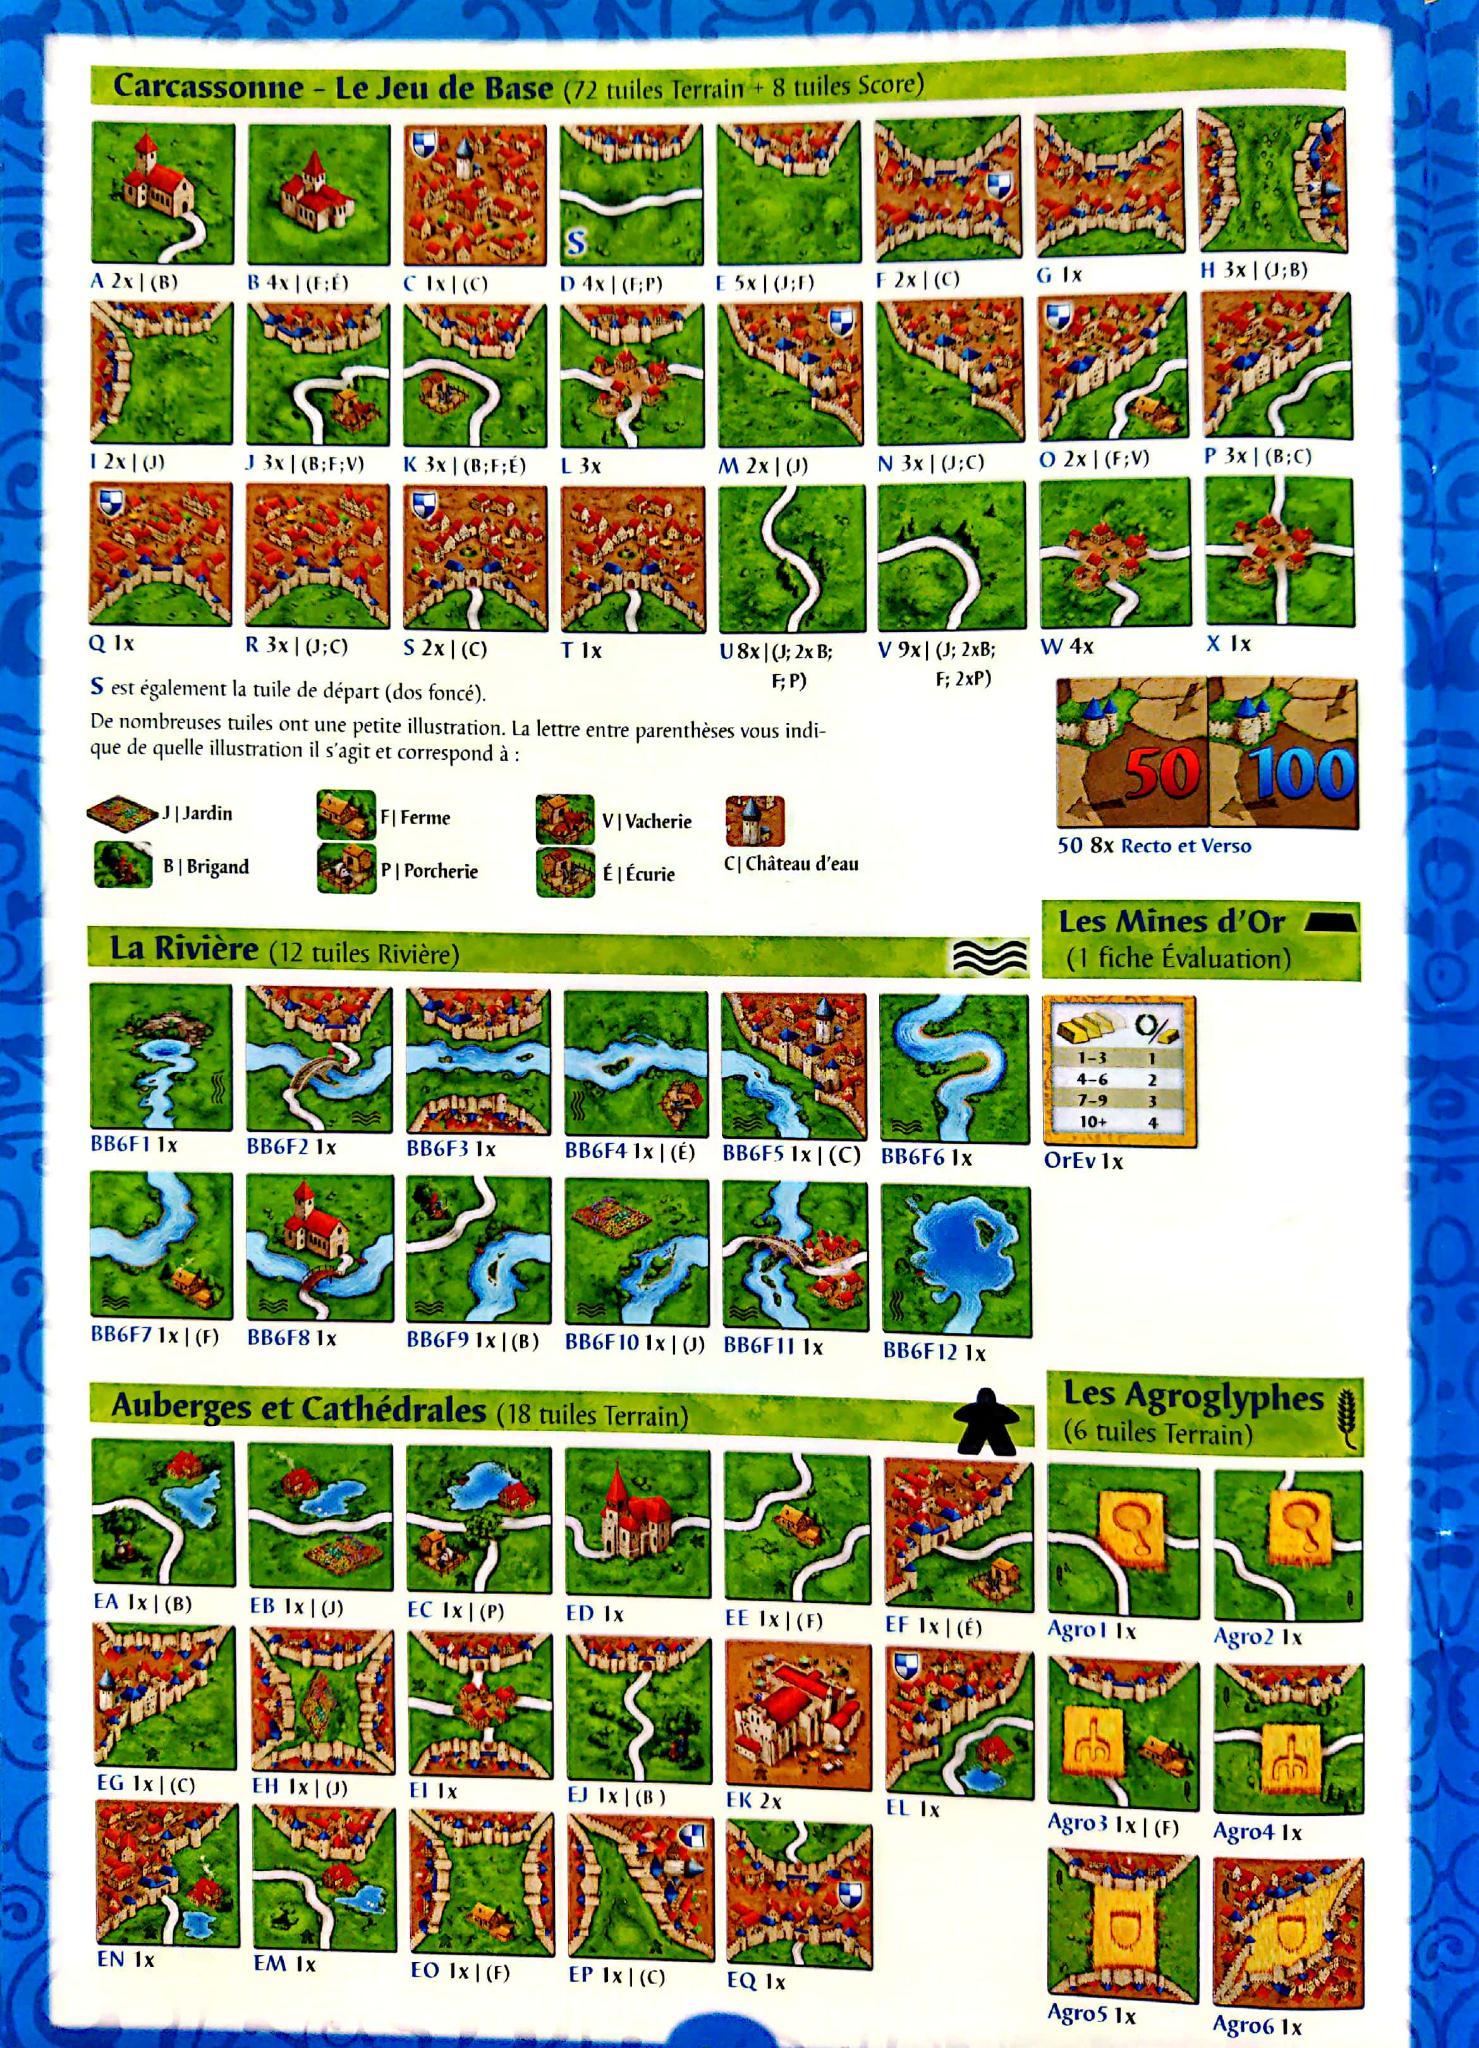 Carcassonne - Le Jeu de Base (72 tuiles Terrain + 8 tuiles Score)
S
A 2x | (B)
B 4x | (F;É)
C 1x | (C)
D 4x | (F;P)
E 5x | (J;F)
F 2x | (C)
G 1x
H 3x | (J;B)
I 2x | (J)
J 3x | (B;F;V)
K 3x | (B;F;É)
L 3x
M 2x | (J)
N 3x | (J;C)
O 2x | (F;V)
P 3x | (B;C)
Q 1x
R 3x | (J;C)
S 2x | (C)
T 1x
U 8x | (J; 2xB;
F; P)
V 9x | (J; 2xB;
F; 2xP)
W 4x
X 1x
S est également la tuile de départ (dos foncé).
De nombreuses tuiles ont une petite illustration. La lettre entre parenthèses vous indi-
que de quelle illustration il s'agit et correspond à :
J | Jardin
F | Ferme
V | Vacherie
B | Brigand
P | Porcherie
É | Écurie
C | Château d'eau
50
100
50 8x Recto et Verso
La Rivière (12 tuiles Rivière)
BB6F1 1x
BB6F2 1x
BB6F3 1x
BB6F4 1x | (É)
BB6F5 1x | (C)
BB6F6 1x
BB6F7 1x | (F)
BB6F8 1x
BB6F9 1x | (B)
BB6F10 1x | (J)
BB6F11 1x
BB6F12 1x
Les Mines d'Or
(1 fiche Évaluation)
1-3 1
4-6 2
7-9 3
10+ 4
OrEv 1x
Auberges et Cathédrales (18 tuiles Terrain)
EA 1x | (B)
EB 1x | (J)
EC 1x | (P)
ED 1x
EE 1x | (F)
EF 1x | (É)
EG 1x | (C)
EH 1x | (J)
EI 1x
EJ 1x | (B )
EK 2x
EL 1x
EN 1x
EM 1x
EO 1x | (F)
EP 1x | (C)
EQ 1x
Les Agroglyphes
(6 tuiles Terrain)
Agro1 1x
Agro2 1x
Agro3 1x | (F)
Agro4 1x
Agro5 1x
Agro6 1x